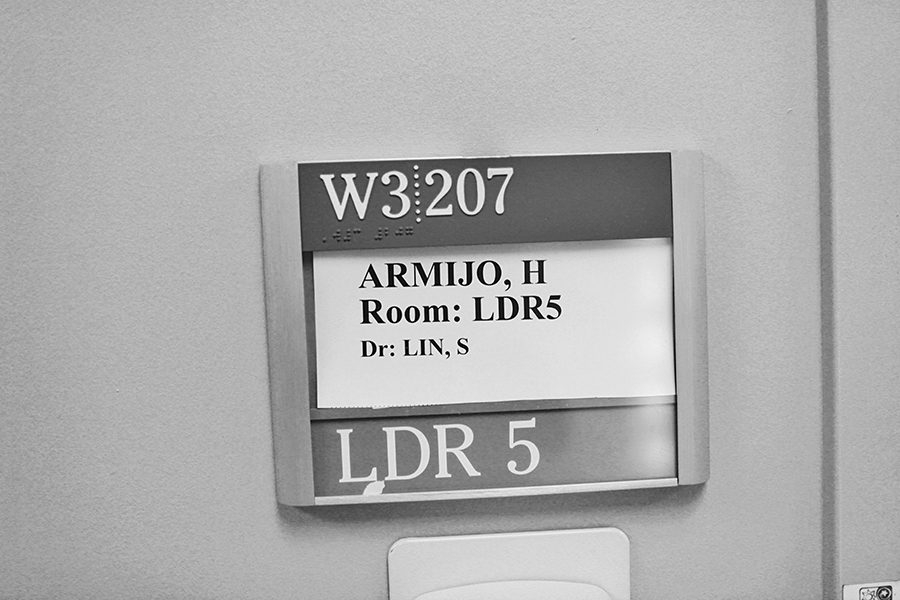 W3 207
ARMIJO, H
Room: LDR5
Dr: LIN, S
LDR 5